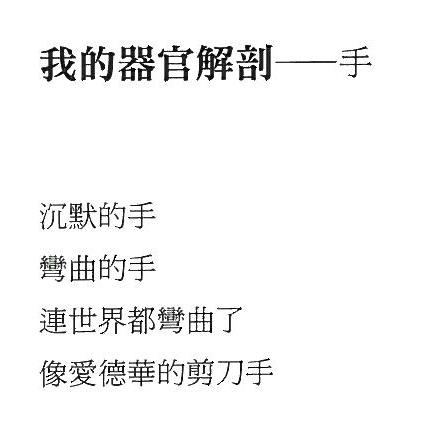 我的器官解剖——手
沉默的手
彎曲的手
連世界都彎曲了
像愛德華的剪刀手